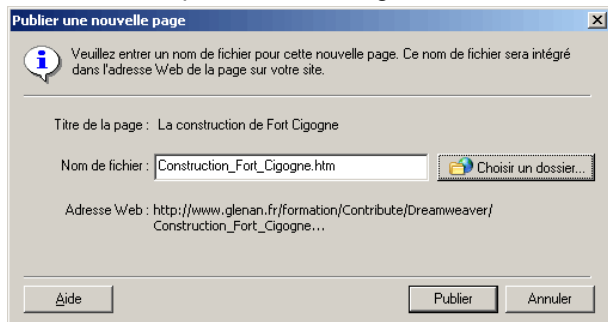 Publier une nouvelle page
Veuillez entrer un nom de fichier pour cette nouvelle page. Ce nom de fichier sera intégré
dans l'adresse Web de la page sur votre site.
Titre de la page : La construction de Fort Cigogne
Nom de fichier : Construction_Fort_Cigogne.htm Choisir un dossier...
Adresse Web : http://www.glenan.fr/formation/Contribute/Dreamweaver/
Construction_Fort_Cigogne...
Aide Publier Annuler